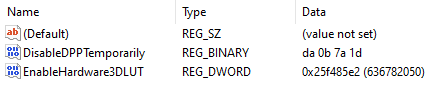 Name Type Data
(Default) REG_SZ (value not set)
DisableDPPTemporarily REG_BINARY da 0b 7a 1d
EnableHardware3DLUT REG_DWORD 0x25f485e2 (636782050)